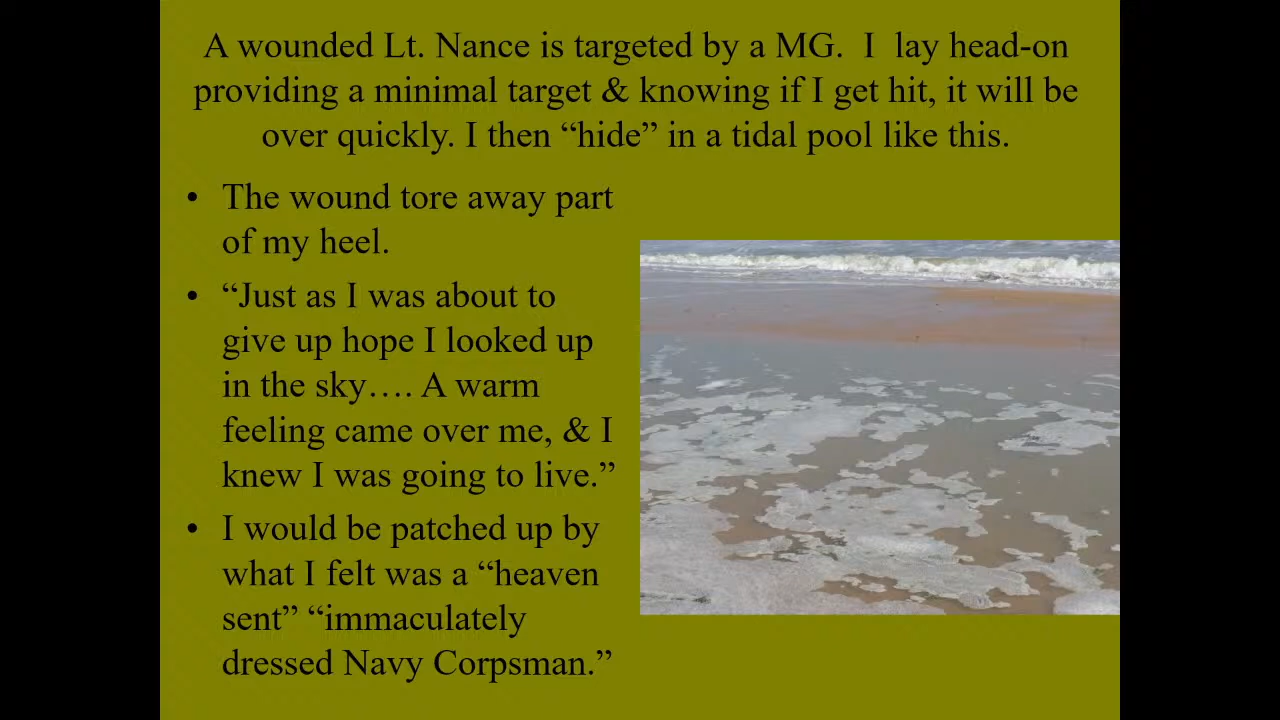 A wounded Lt. Nance is targeted by a MG.  I  lay head-on
providing a minimal target & knowing if I get hit, it will be
over quickly. I then “hide” in a tidal pool like this.
• The wound tore away part
of my heel.
• “Just as I was about to
give up hope I looked up
in the sky…. A warm
feeling came over me, & I
knew I was going to live.”
• I would be patched up by
what I felt was a “heaven
sent” “immaculately
dressed Navy Corpsman.”